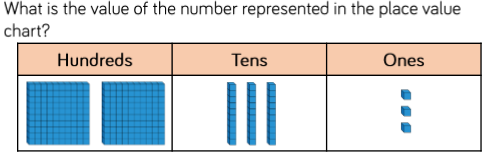 What is the value of the number represented in the place value
chart?
Hundreds Tens Ones